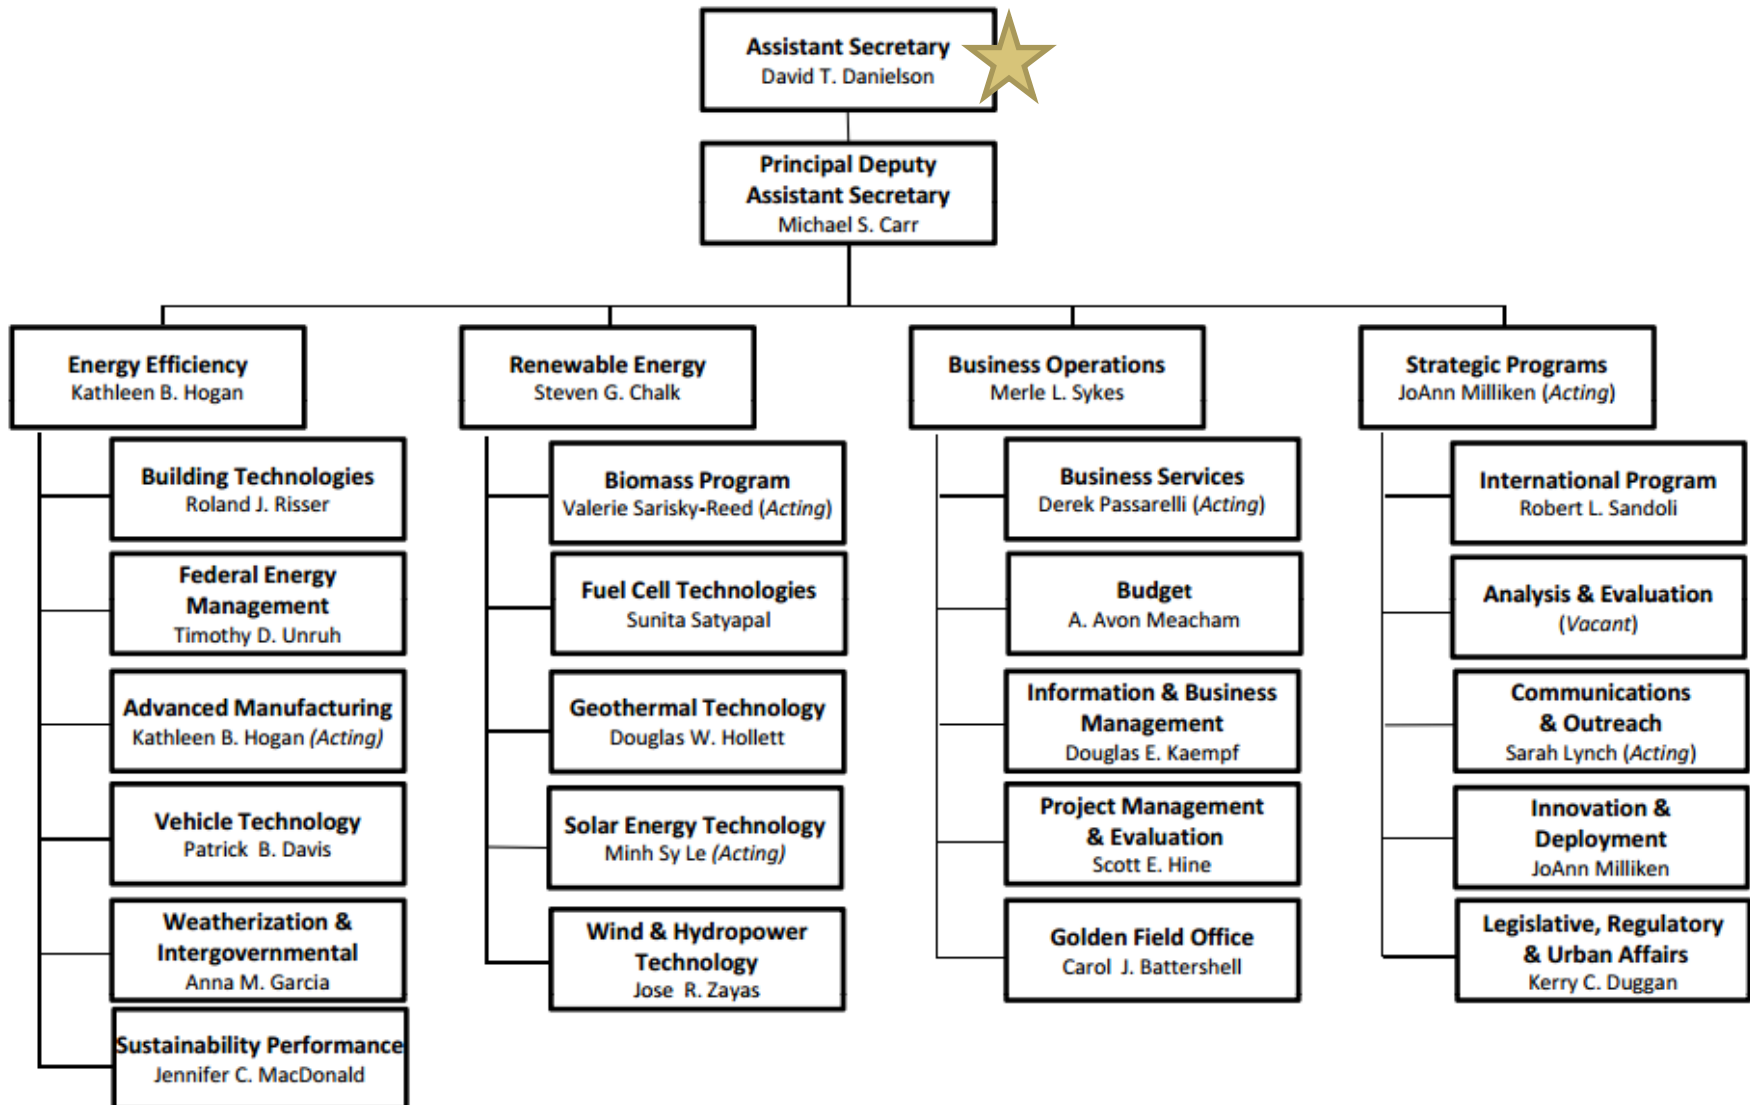 Assistant Secretary
David T. Danielson
Principal Deputy
Assistant Secretary
Michael S. Carr
Energy Efficiency
Kathleen B. Hogan
Building Technologies
Roland J. Risser
Federal Energy
Management
Timothy D. Unruh
Advanced Manufacturing
Kathleen B. Hogan (Acting)
Vehicle Technology
Patrick B. Davis
Weatherization &
Intergovernmental
Anna M. Garcia
Sustainability Performance
Jennifer C. MacDonald
Renewable Energy
Steven G. Chalk
Biomass Program
Valerie Sarisky-Reed (Acting)
Fuel Cell Technologies
Sunita Satyapal
Geothermal Technology
Douglas W. Hollett
Solar Energy Technology
Minh Sy Le (Acting)
Wind & Hydropower
Technology
Jose R. Zayas
Business Operations
Merle L. Sykes
Business Services
Derek Passarelli (Acting)
Budget
A. Avon Meacham
Information & Business
Management
Douglas E. Kaempf
Project Management
& Evaluation
Scott E. Hine
Golden Field Office
Carol J. Battershell
Strategic Programs
JoAnn Milliken (Acting)
International Program
Robert L. Sandoli
Analysis & Evaluation
(Vacant)
Communications
& Outreach
Sarah Lynch (Acting)
Innovation &
Deployment
JoAnn Milliken
Legislative, Regulatory
& Urban Affairs
Kerry C. Duggan